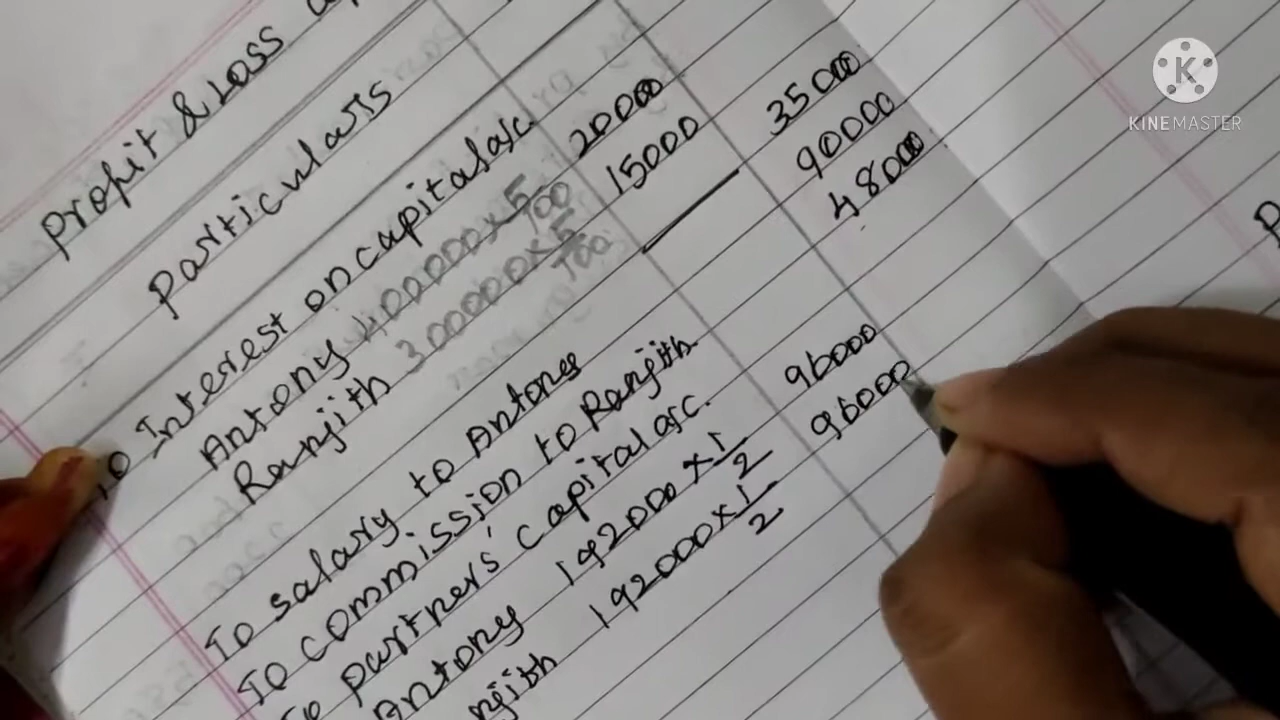 Profit & Loss
Particulars
To Interest on capital a/c
Antony 400000 × 5/100 20000
Ranjith 300000 × 5/100 15000 35000
To salary to Antony 90000
To commission to Ranjith 48000
To partners' capital a/c.
Antony 192000 × 1/2 96000
njith 192000 × 1/2 96000
K
KINEMASTER